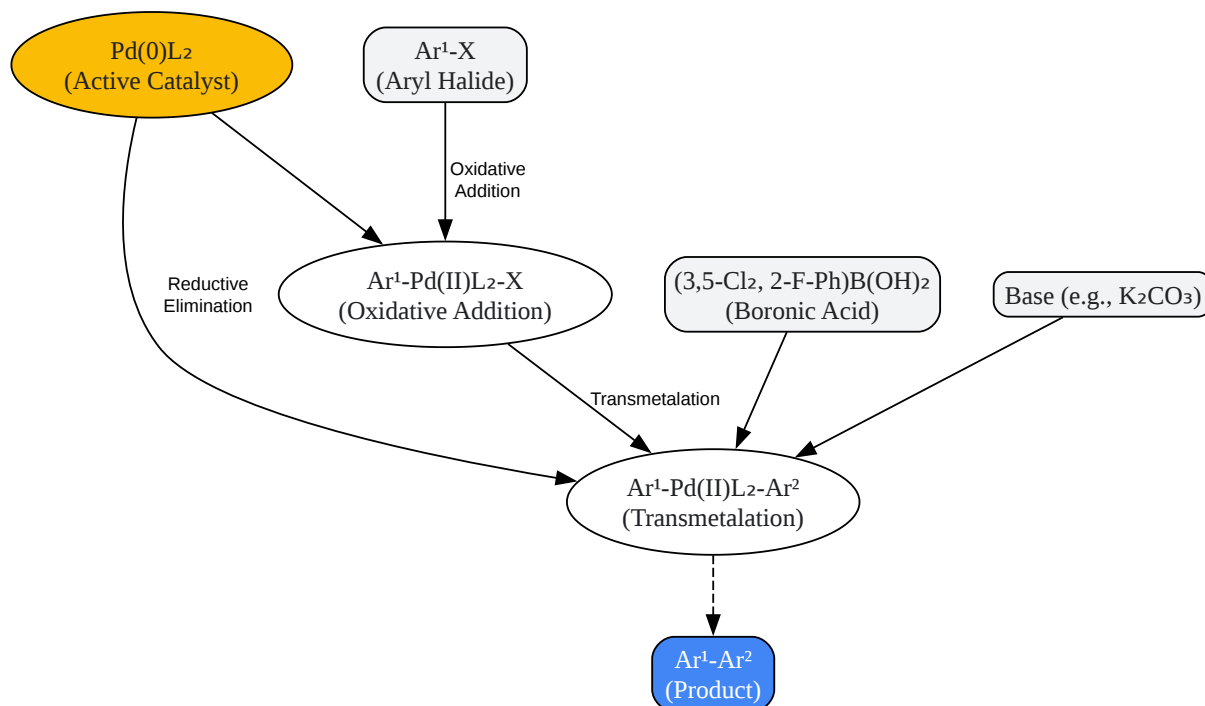 Pd(0)L₂
(Active Catalyst)
Ar¹-X
(Aryl Halide)
Oxidative
Addition
Reductive
Elimination
Ar¹-Pd(II)L₂-X
(Oxidative Addition)
(3,5-Cl₂, 2-F-Ph)B(OH)₂
(Boronic Acid)
Base (e.g., K₂CO₃)
Transmetalation
Ar¹-Pd(II)L₂-Ar²
(Transmetalation)
Ar¹-Ar²
(Product)